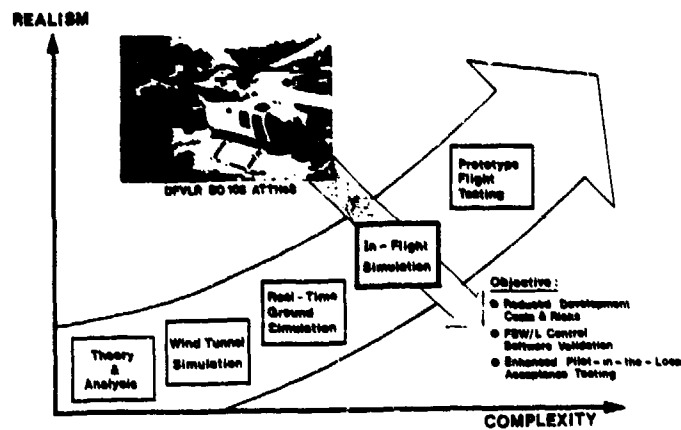 REALISM
DFVLR BO 105 ATTHeS
Prototype
Flight
Testing
In - Flight
Simulation
Real - Time
Ground
Simulation
Wind Tunnel
Simulation
Theory
&
Analysis
Objective :
● Reduced Development
Costs & Risks
● FBW/L Control
Software Validation
● Enhanced Pilot - in - the - Loop
Acceptance Testing
COMPLEXITY